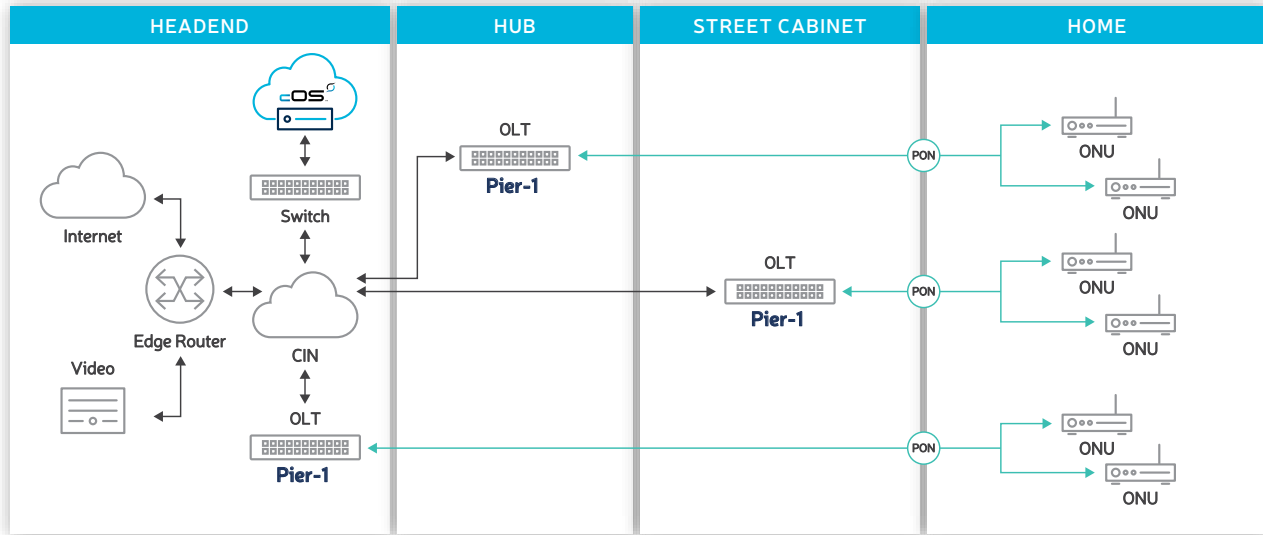 HEADEND
HUB
STREET CABINET
HOME
cOS
Switch
Internet
Edge Router
Video
CIN
OLT
Pier-1
OLT
Pier-1
OLT
Pier-1
PON
ONU
ONU
PON
ONU
ONU
PON
ONU
ONU